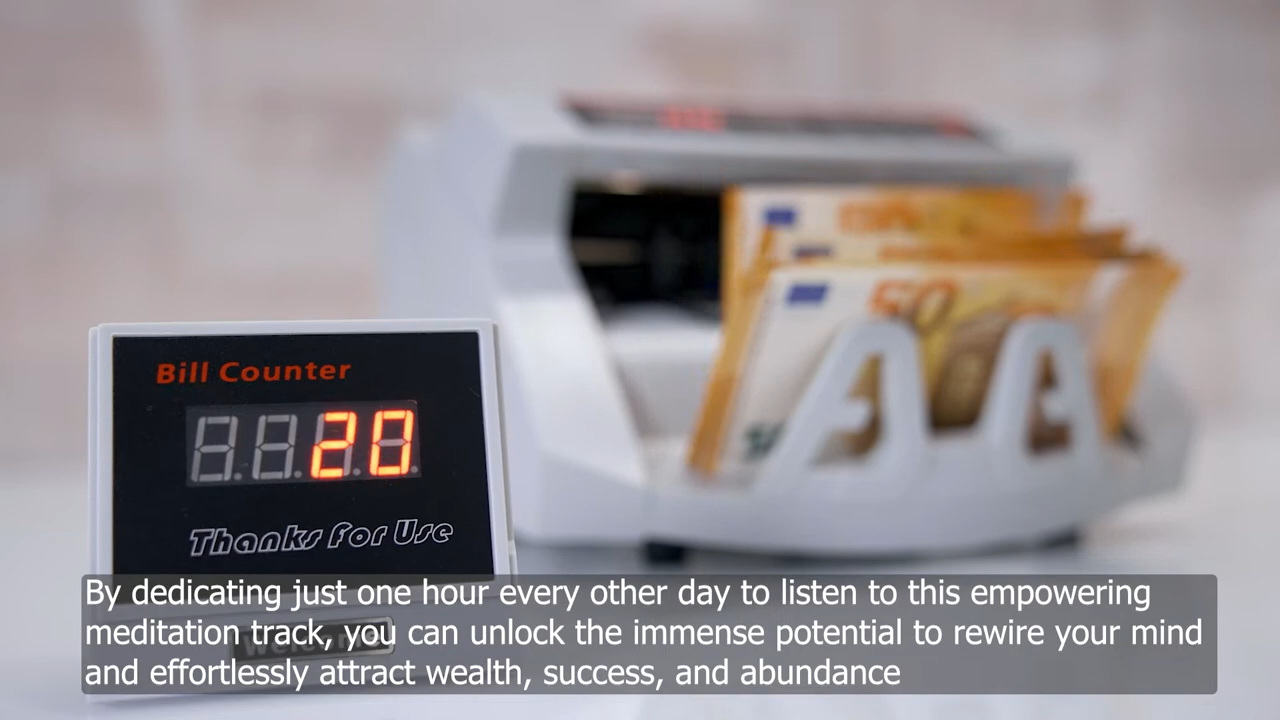 Bill Counter
20
Thanks For Use
50
Welcome
By dedicating just one hour every other day to listen to this empowering
meditation track, you can unlock the immense potential to rewire your mind
and effortlessly attract wealth, success, and abundance